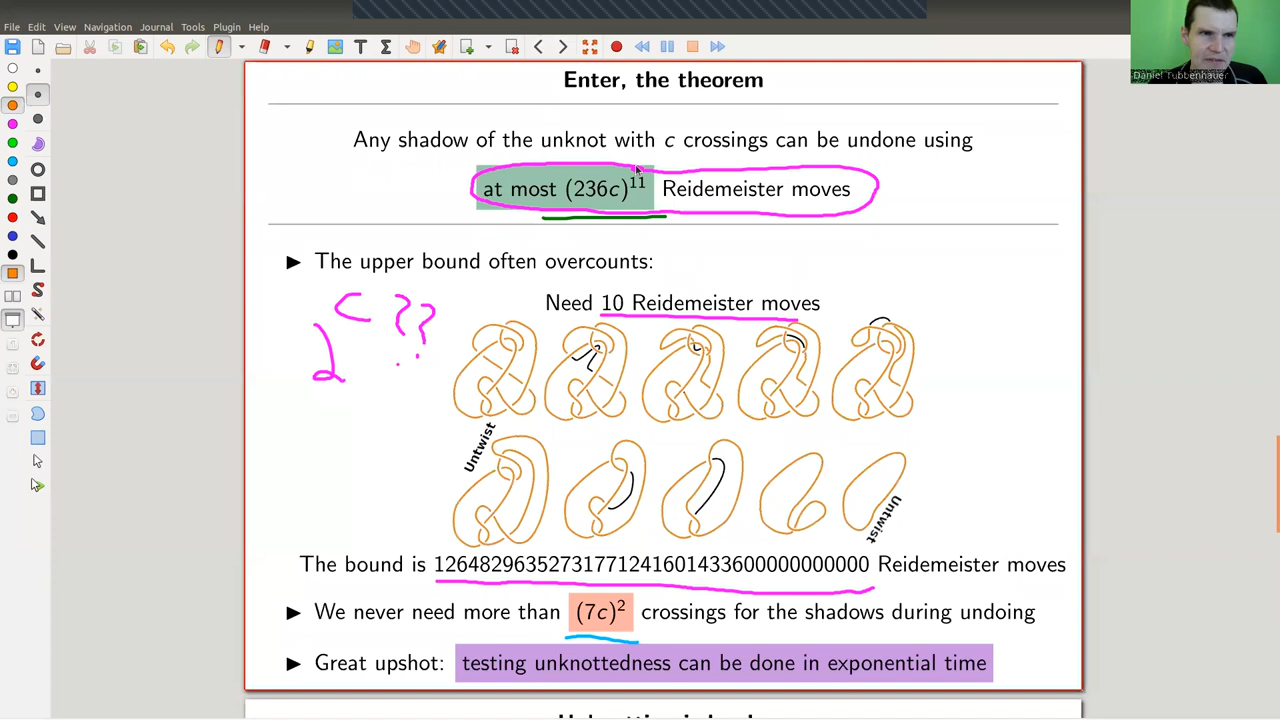 File Edit View Navigation Journal Tools Plugin Help
Daniel Tubbenhauer
Enter, the theorem
Any shadow of the unknot with c crossings can be undone using
at most (236c)¹¹ Reidemeister moves
► The upper bound often overcounts:
2^c ??
Need 10 Reidemeister moves
Untwist
Untwist
The bound is 1264829635273177124160143360000000000 Reidemeister moves
► We never need more than (7c)² crossings for the shadows during undoing
► Great upshot: testing unknottedness can be done in exponential time